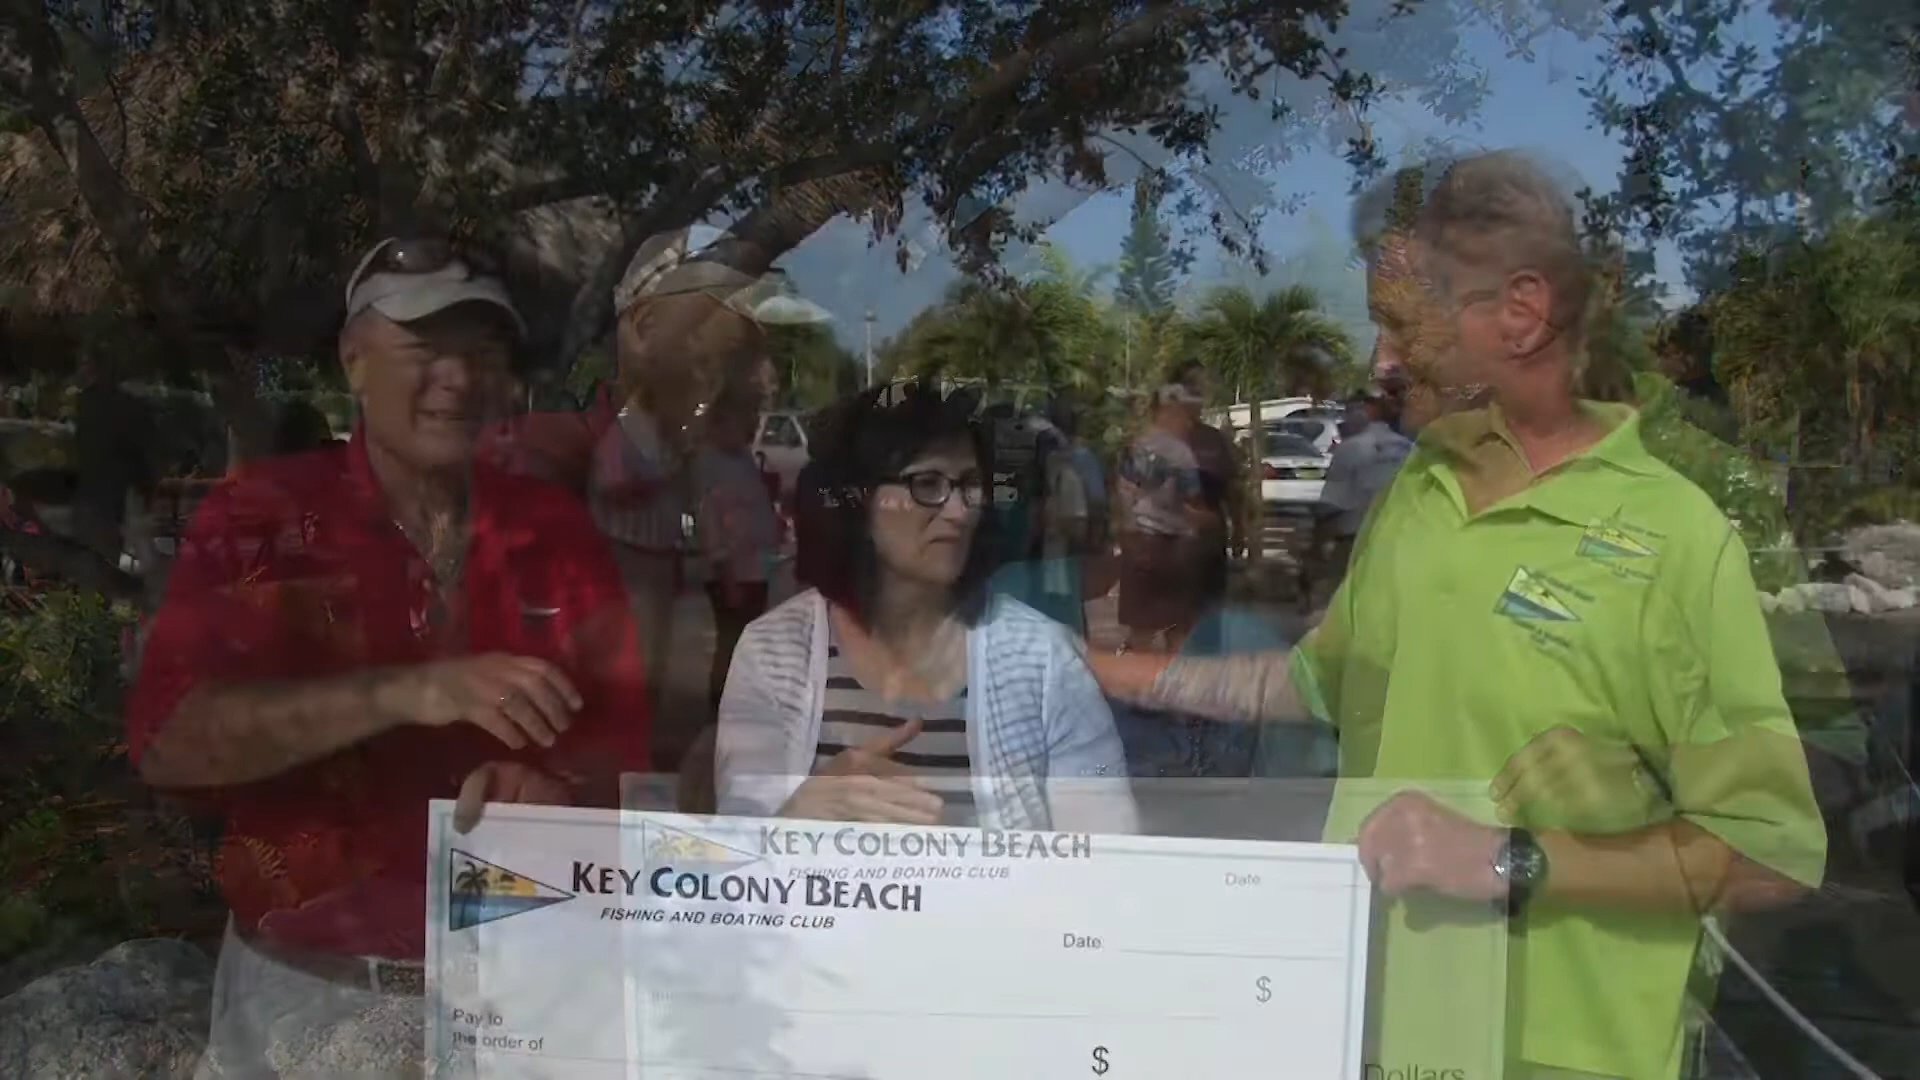 KEY COLONY BEACH
FISHING AND BOATING CLUB
Date
KEY COLONY BEACH
FISHING AND BOATING CLUB
Date
$
Pay to
the order of
$
Dollars